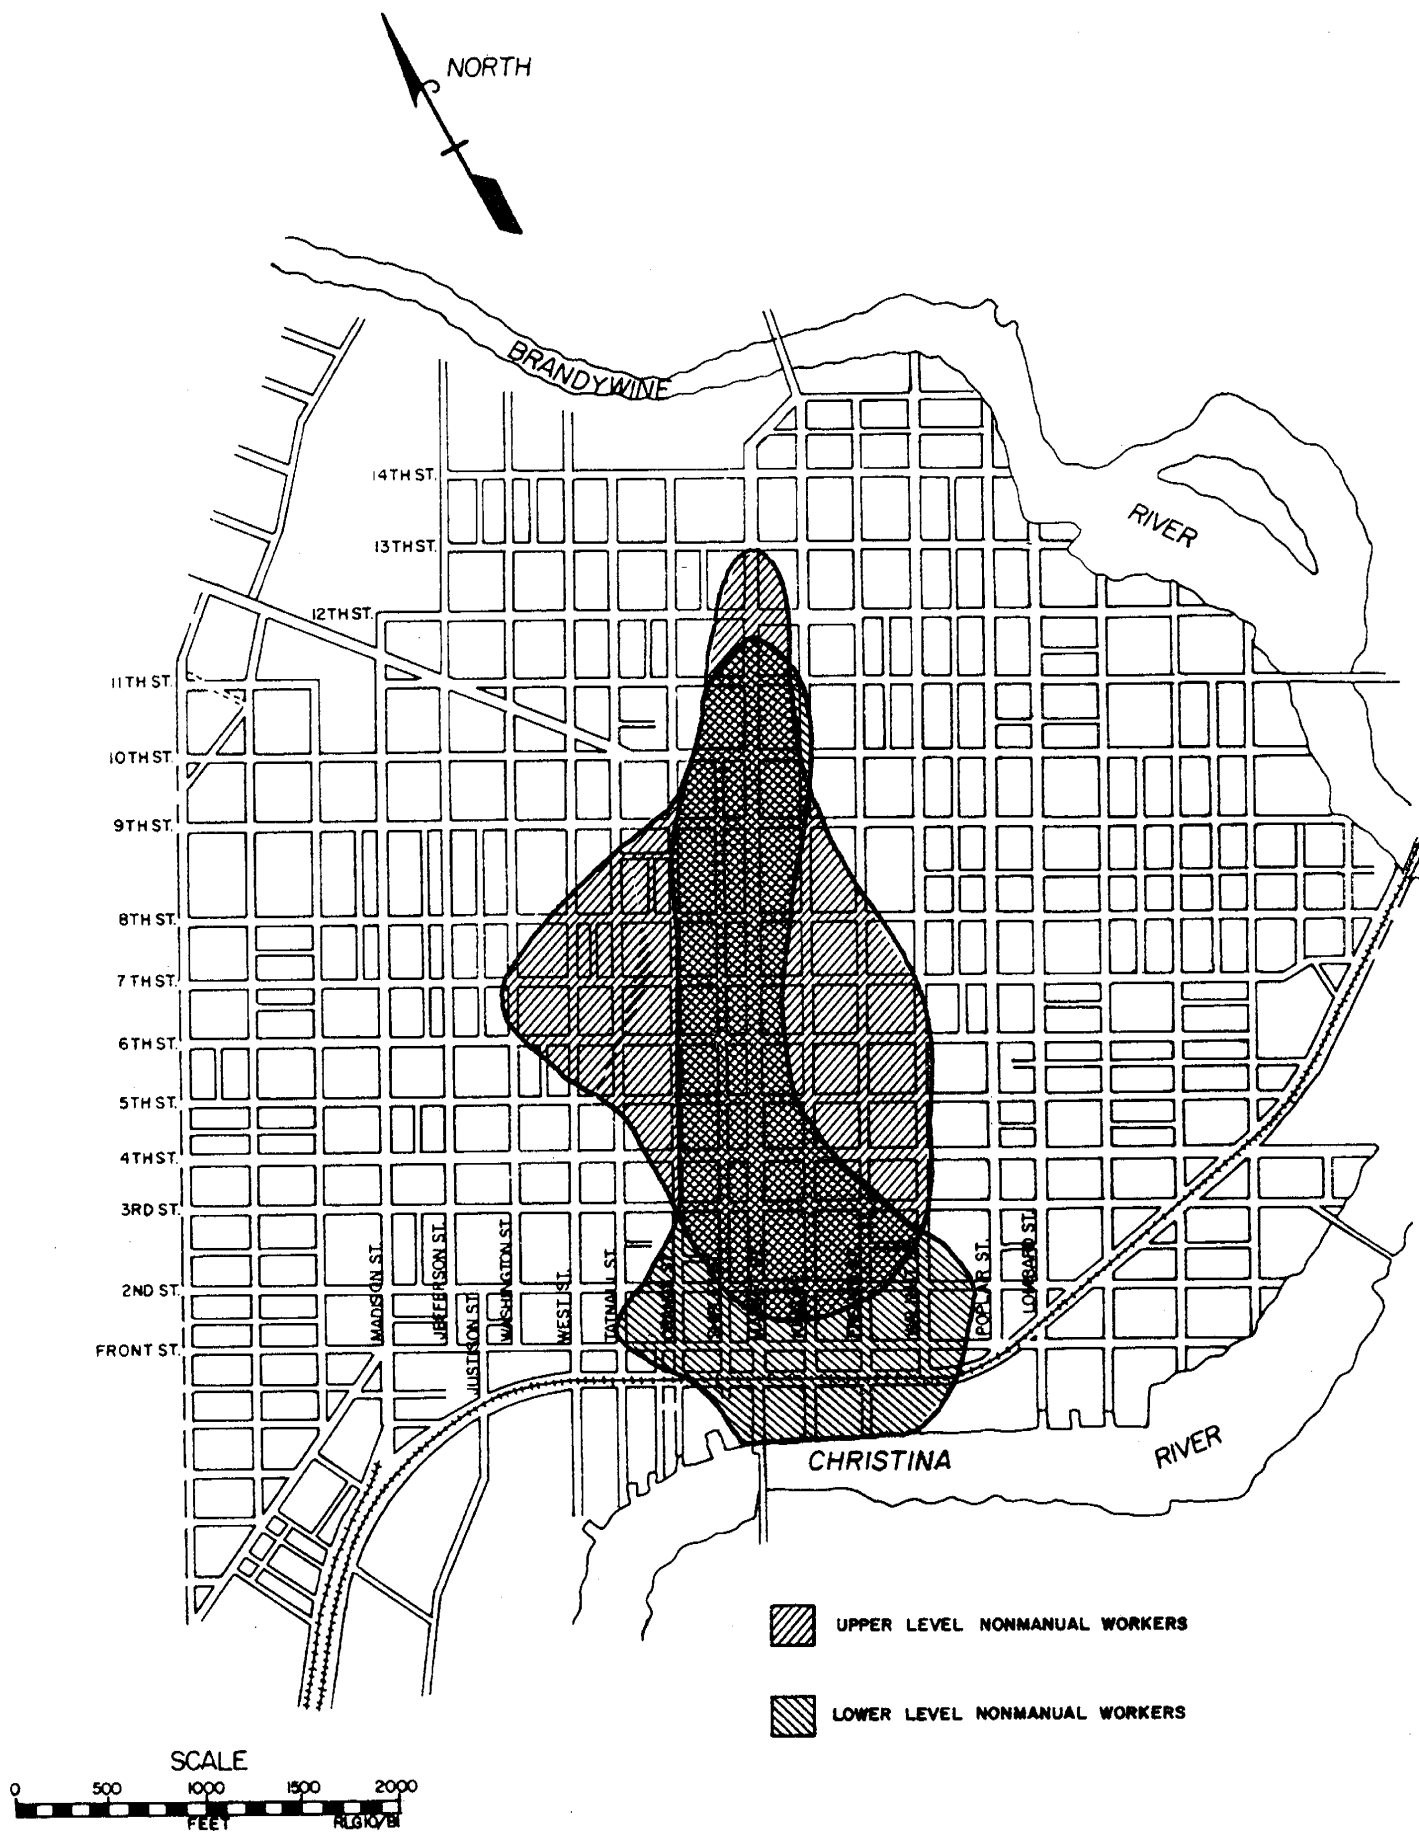 NORTH
BRANDYWINE
RIVER
14TH ST.
13TH ST.
12TH ST.
11TH ST.
10TH ST.
9TH ST.
8TH ST.
7TH ST.
6TH ST.
5TH ST.
4TH ST.
3RD ST.
2ND ST.
FRONT ST.
MADISON ST.
JEFFERSON ST.
JUSTISON ST.
WASHINGTON ST.
WEST ST.
TATNALL ST.
POPLAR ST.
LOMBARD ST.
CHRISTINA
RIVER
UPPER LEVEL NONMANUAL WORKERS
LOWER LEVEL NONMANUAL WORKERS
SCALE
0 500 1000 1500 2000
FEET